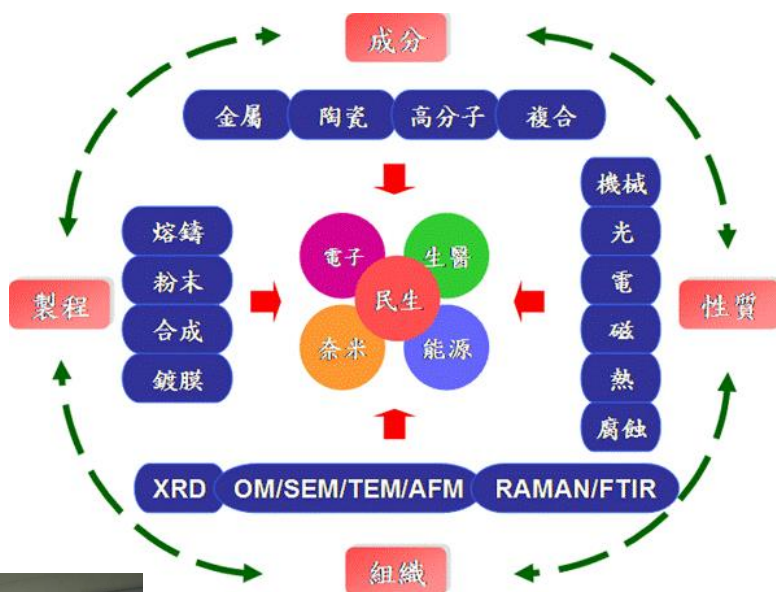 成分
金屬 陶瓷 高分子 複合
機械
光
電
磁
熱
腐蝕
性質
製程
熔鑄
粉末
合成
鍍膜
電子 生醫
民生
奈米 能源
XRD OM/SEM/TEM/AFM RAMAN/FTIR
組織